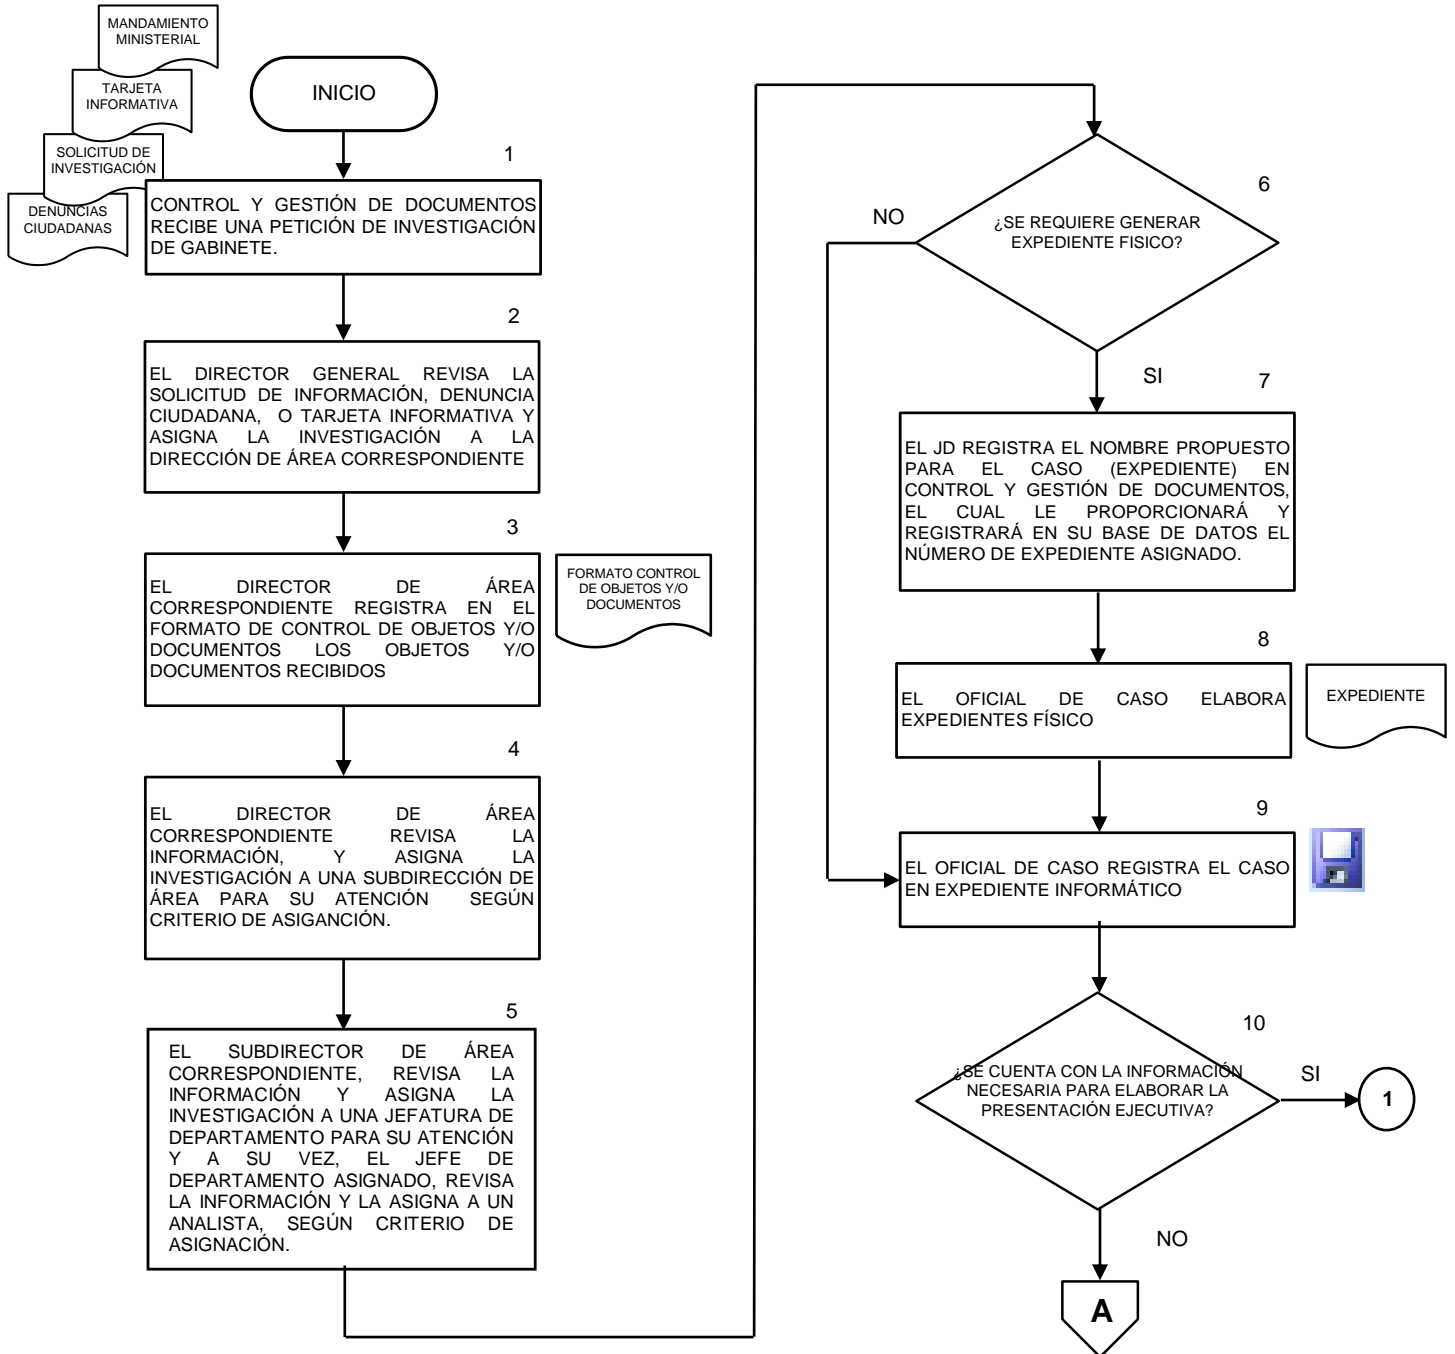 MANDAMIENTO
MINISTERIAL
TARJETA
INFORMATIVA
SOLICITUD DE
INVESTIGACIÓN
DENUNCIAS
CIUDADANAS
INICIO
1
CONTROL Y GESTIÓN DE DOCUMENTOS
RECIBE UNA PETICIÓN DE INVESTIGACIÓN
DE GABINETE.
2
EL DIRECTOR GENERAL REVISA LA
SOLICITUD DE INFORMACIÓN, DENUNCIA
CIUDADANA, O TARJETA INFORMATIVA Y
ASIGNA LA INVESTIGACIÓN A LA
DIRECCIÓN DE ÁREA CORRESPONDIENTE
3
EL DIRECTOR DE ÁREA
CORRESPONDIENTE REGISTRA EN EL
FORMATO DE CONTROL DE OBJETOS Y/O
DOCUMENTOS LOS OBJETOS Y/O
DOCUMENTOS RECIBIDOS
FORMATO CONTROL
DE OBJETOS Y/O
DOCUMENTOS
4
EL DIRECTOR DE ÁREA
CORRESPONDIENTE REVISA LA
INFORMACIÓN, Y ASIGNA LA
INVESTIGACIÓN A UNA SUBDIRECCIÓN DE
ÁREA PARA SU ATENCIÓN SEGÚN
CRITERIO DE ASIGANCIÓN.
5
EL SUBDIRECTOR DE ÁREA
CORRESPONDIENTE, REVISA LA
INFORMACIÓN Y ASIGNA LA
INVESTIGACIÓN A UNA JEFATURA DE
DEPARTAMENTO PARA SU ATENCIÓN
Y A SU VEZ, EL JEFE DE
DEPARTAMENTO ASIGNADO, REVISA
LA INFORMACIÓN Y LA ASIGNA A UN
ANALISTA, SEGÚN CRITERIO DE
ASIGNACIÓN.
6
¿SE REQUIERE GENERAR
EXPEDIENTE FISICO?
NO
SI
7
EL JD REGISTRA EL NOMBRE PROPUESTO
PARA EL CASO (EXPEDIENTE) EN
CONTROL Y GESTIÓN DE DOCUMENTOS,
EL CUAL LE PROPORCIONARÁ Y
REGISTRARÁ EN SU BASE DE DATOS EL
NÚMERO DE EXPEDIENTE ASIGNADO.
8
EL OFICIAL DE CASO ELABORA
EXPEDIENTES FÍSICO
EXPEDIENTE
9
EL OFICIAL DE CASO REGISTRA EL CASO
EN EXPEDIENTE INFORMÁTICO
10
¿SE CUENTA CON LA INFORMACIÓN
NECESARIA PARA ELABORAR LA
PRESENTACIÓN EJECUTIVA?
SI
1
NO
A